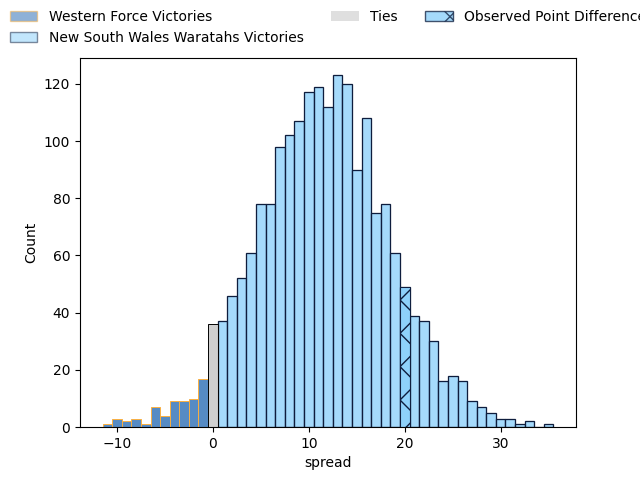 Western Force Victories
New South Wales Waratahs Victories
Ties
Observed Point Difference
120
100
80
60
40
20
0
Count
−10 0 10 20 30
spread